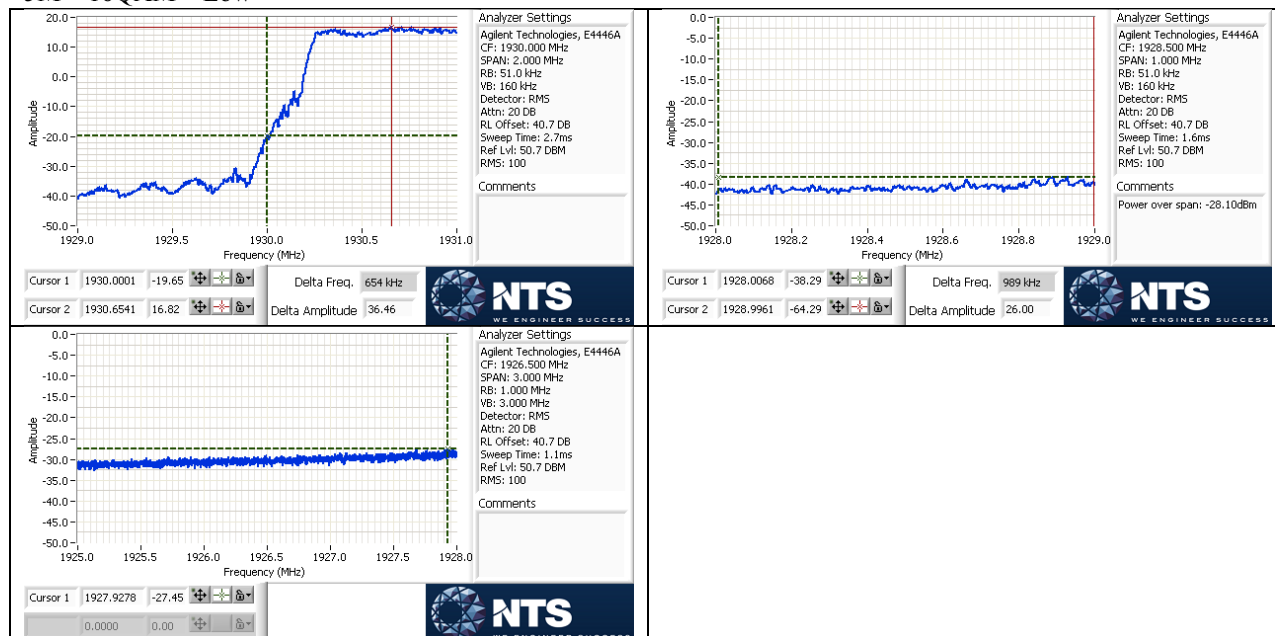 5M – 16QAM – Low
20.0
10.0
0.0
-10.0
-20.0
-30.0
-40.0
-50.0
Amplitude
1929.0 1929.5 1930.0 1930.5 1931.0
Frequency (MHz)
Analyzer Settings
Agilent Technologies, E4446A
CF: 1930.000 MHz
SPAN: 2.000 MHz
RB: 51.0 kHz
VB: 160 kHz
Detector: RMS
Attn: 20 DB
RL Offset: 40.7 DB
Sweep Time: 2.7ms
Ref Lvl: 50.7 DBM
RMS: 100
Comments
Cursor 1 1930.0001 -19.65
Cursor 2 1930.6541 16.82
Delta Freq. 654 kHz
Delta Amplitude 36.46
NTS
WE ENGINEER SUCCESS
0.0
-5.0
-10.0
-15.0
-20.0
-25.0
-30.0
-35.0
-40.0
-45.0
-50.0
Amplitude
1928.0 1928.2 1928.4 1928.6 1928.8 1929.0
Frequency (MHz)
Analyzer Settings
Agilent Technologies, E4446A
CF: 1928.500 MHz
SPAN: 1.000 MHz
RB: 51.0 kHz
VB: 160 kHz
Detector: RMS
Attn: 20 DB
RL Offset: 40.7 DB
Sweep Time: 1.6ms
Ref Lvl: 50.7 DBM
RMS: 100
Comments
Power over span: -28.10dBm
Cursor 1 1928.0068 -38.29
Cursor 2 1928.9961 -64.29
Delta Freq. 989 kHz
Delta Amplitude 26.00
NTS
WE ENGINEER SUCCESS
0.0
-5.0
-10.0
-15.0
-20.0
-25.0
-30.0
-35.0
-40.0
-45.0
-50.0
Amplitude
1925.0 1925.5 1926.0 1926.5 1927.0 1927.5 1928.0
Frequency (MHz)
Analyzer Settings
Agilent Technologies, E4446A
CF: 1926.500 MHz
SPAN: 3.000 MHz
RB: 1.000 MHz
VB: 3.000 MHz
Detector: RMS
Attn: 20 DB
RL Offset: 40.7 DB
Sweep Time: 1.1ms
Ref Lvl: 50.7 DBM
RMS: 100
Comments
Cursor 1 1927.9278 -27.45
0.0000 0.00
NTS
WE ENGINEER SUCCESS